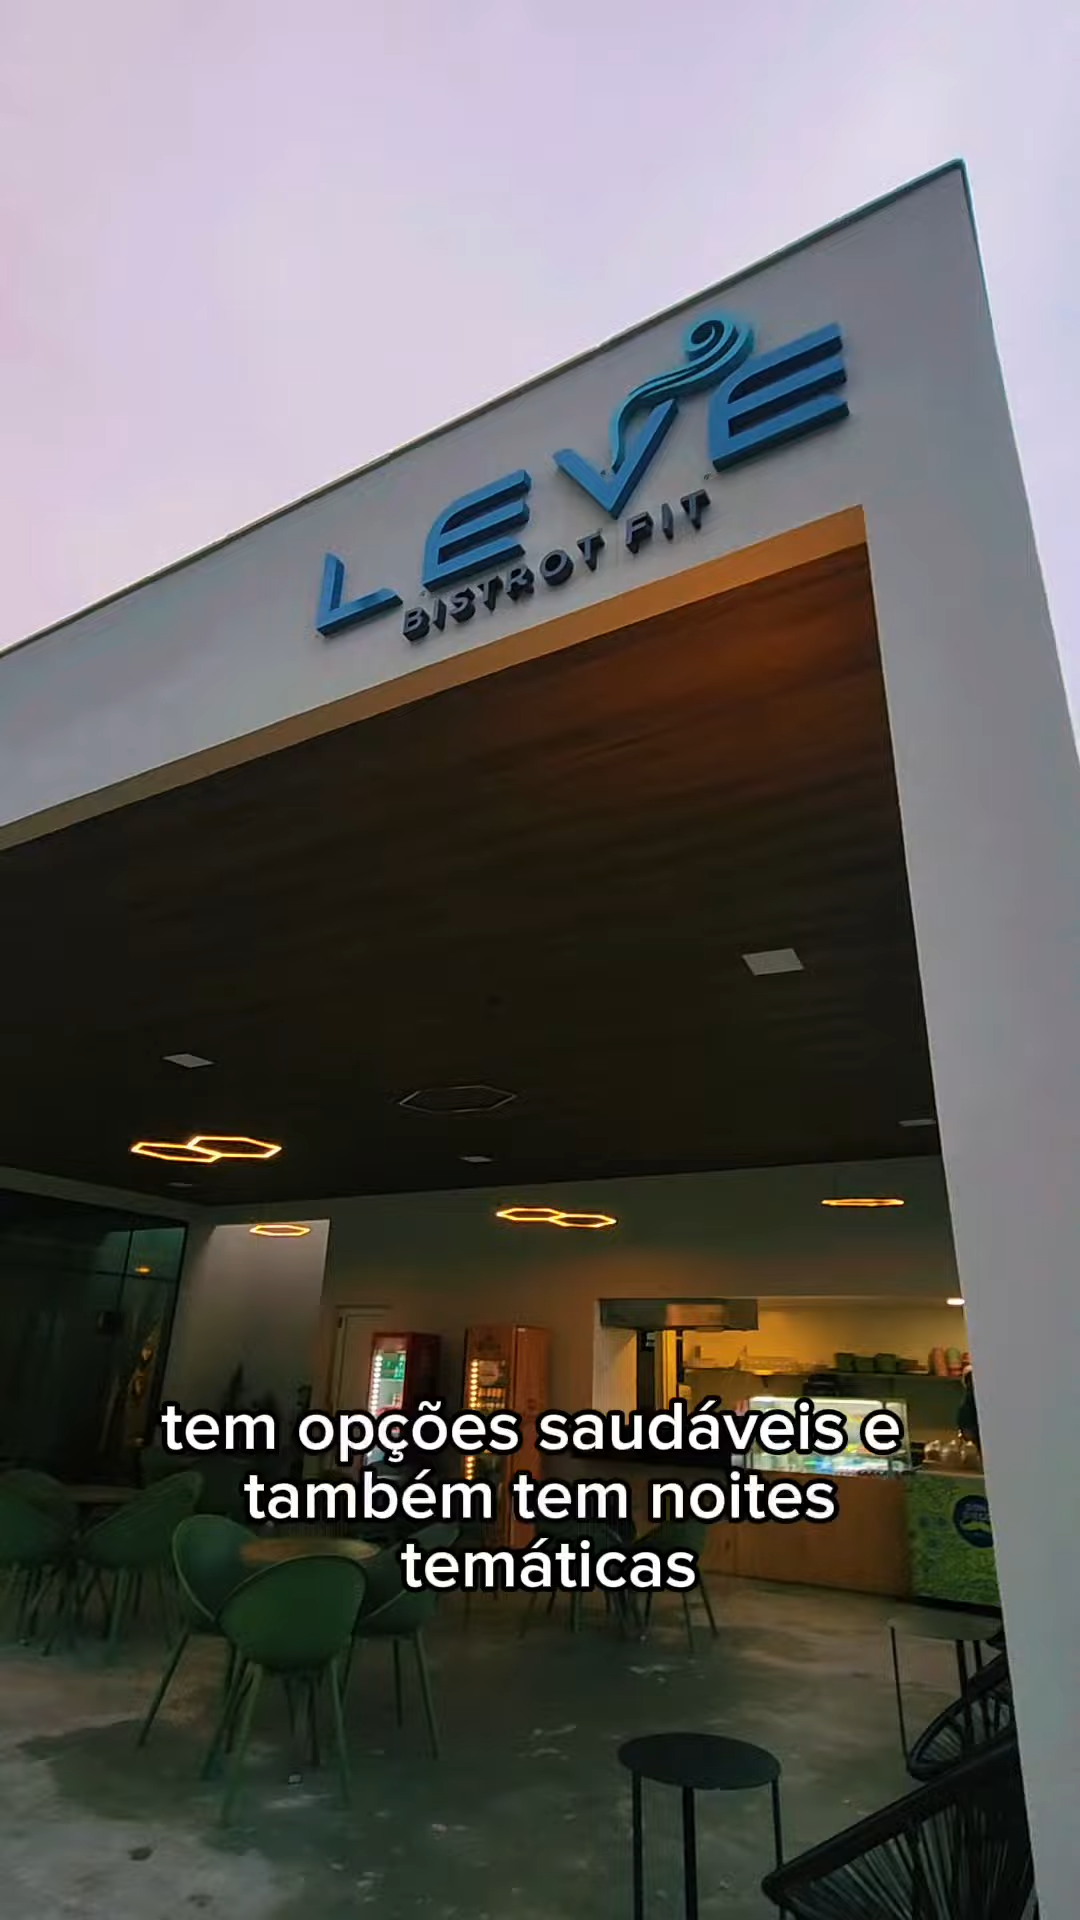 LEVE
BISTROT FIT
tem opções saudáveis e
também tem noites
temáticas